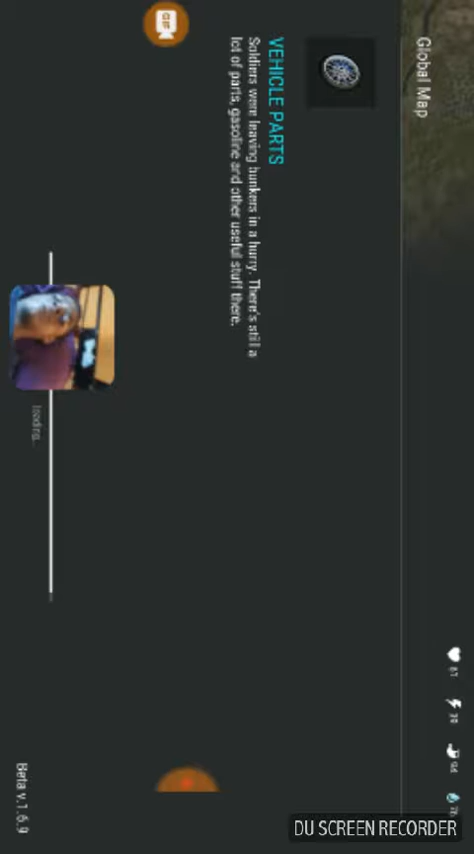 Global Map
VEHICLE PARTS
Soldiers were leaving bunkers in a hurry. There's still a
lot of parts, gasoline and other useful stuff there.
loading...
Beta v.1.6.9
GIF
DU SCREEN RECORDER